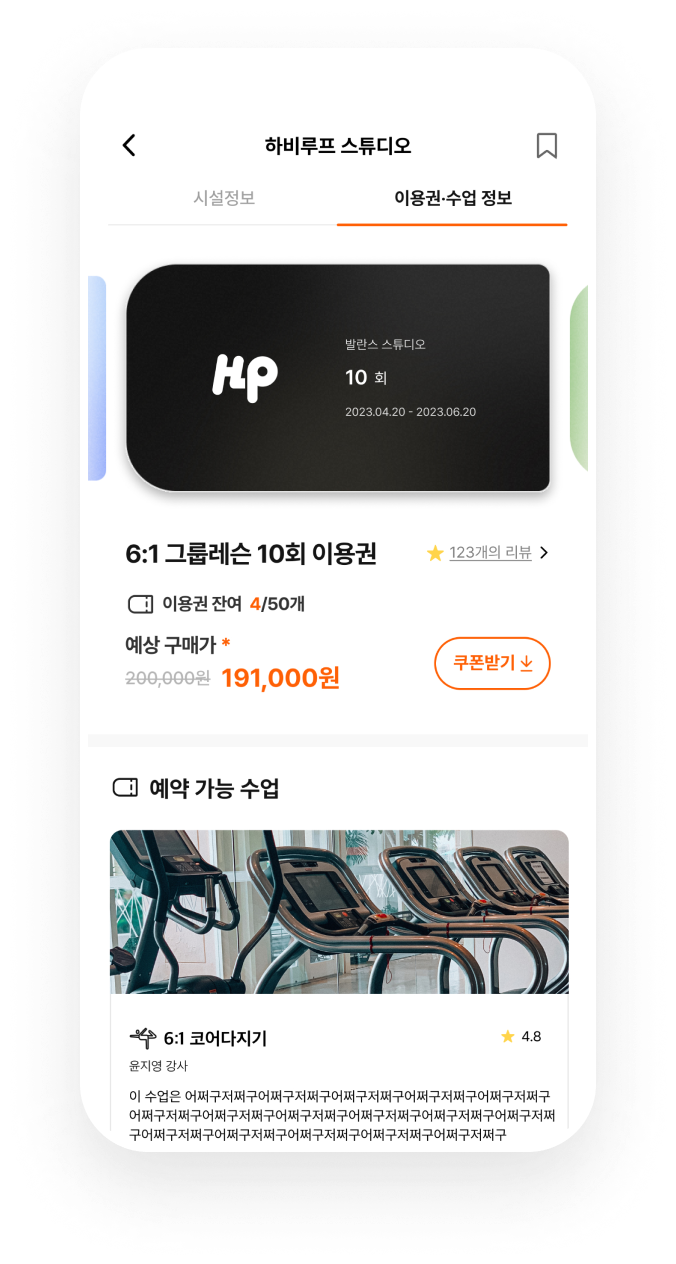 하비루프 스튜디오
시설정보
이용권·수업 정보
HP
발란스 스튜디오
10 회
2023.04.20 - 2023.06.20
6:1 그룹레슨 10회 이용권
123개의 리뷰
이용권 잔여 4/50개
예상 구매가 *
200,000원 191,000원
쿠폰받기
예약 가능 수업
6:1 코어다지기
4.8
윤지영 강사
이 수업은 어쩌구저쩌구어쩌구저쩌구어쩌구저쩌구어쩌구저쩌구어쩌구저쩌구
어쩌구저쩌구어쩌구저쩌구어쩌구저쩌구어쩌구저쩌구어쩌구저쩌구어쩌구저쩌
구어쩌구저쩌구어쩌구저쩌구어쩌구저쩌구어쩌구저쩌구어쩌구저쩌구